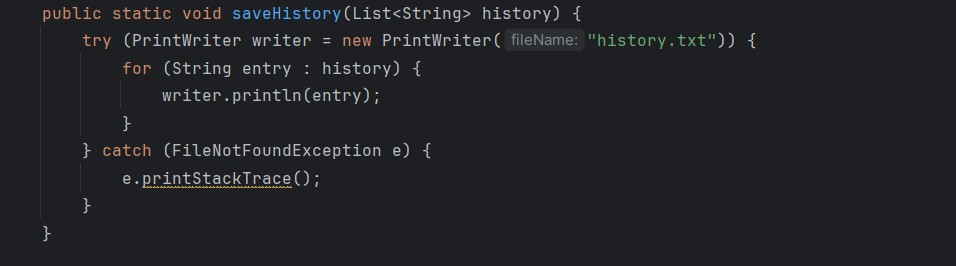 public static void saveHistory(List<String> history) {
try (PrintWriter writer = new PrintWriter( fileName: "history.txt")) {
for (String entry : history) {
writer.println(entry);
}
} catch (FileNotFoundException e) {
e.printStackTrace();
}
}